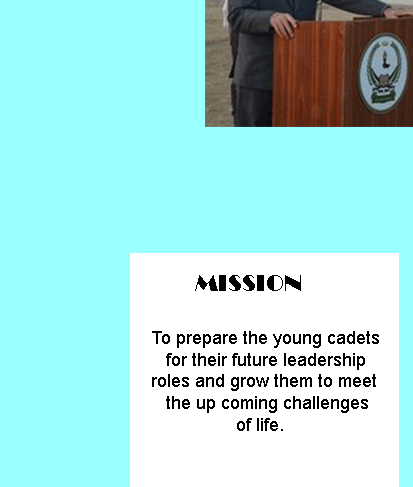 MISSION
To prepare the young cadets
for their future leadership
roles and grow them to meet
the up coming challenges
of life.